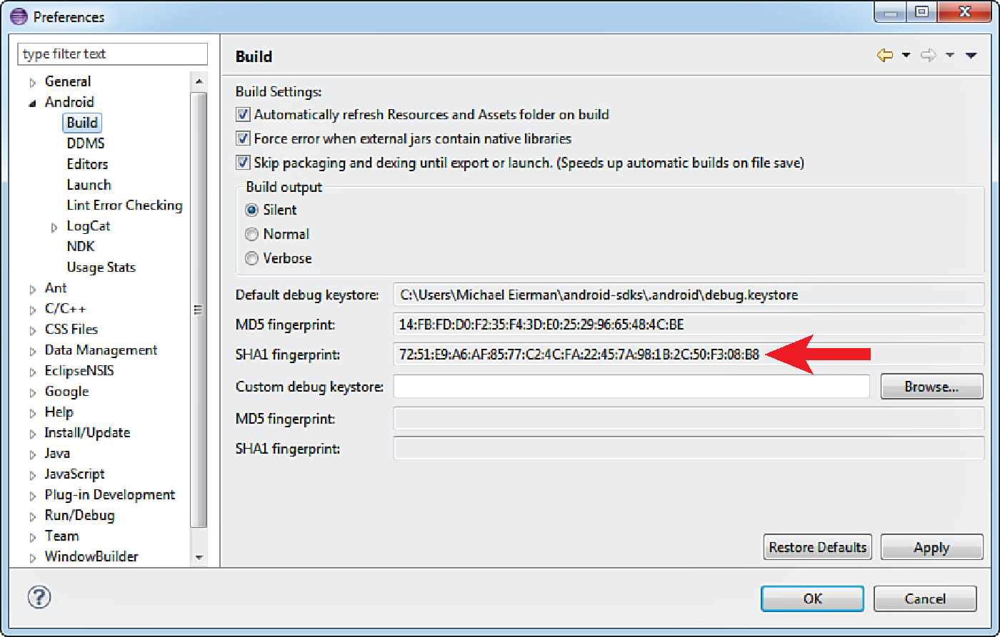 Preferences
type filter text
General
Android
Build
DDMS
Editors
Launch
Lint Error Checking
LogCat
NDK
Usage Stats
Ant
C/C++
CSS Files
Data Management
EclipseNSIS
Google
Help
Install/Update
Java
JavaScript
Plug-in Development
Run/Debug
Team
WindowBuilder
Build
Build Settings:
Automatically refresh Resources and Assets folder on build
Force error when external jars contain native libraries
Skip packaging and dexing until export or launch. (Speeds up automatic builds on file save)
Build output
Silent
Normal
Verbose
Default debug keystore: C:\Users\Michael Eierman\android-sdks\.android\debug.keystore
MD5 fingerprint: 14:FB:FD:D0:F2:35:F4:3D:E0:25:29:96:65:48:4C:BE
SHA1 fingerprint: 72:51:E9:A6:AF:85:77:C2:4C:FA:22:45:7A:98:1B:2C:50:F3:08:B8
Custom debug keystore: Browse...
MD5 fingerprint:
SHA1 fingerprint:
Restore Defaults Apply
? OK Cancel